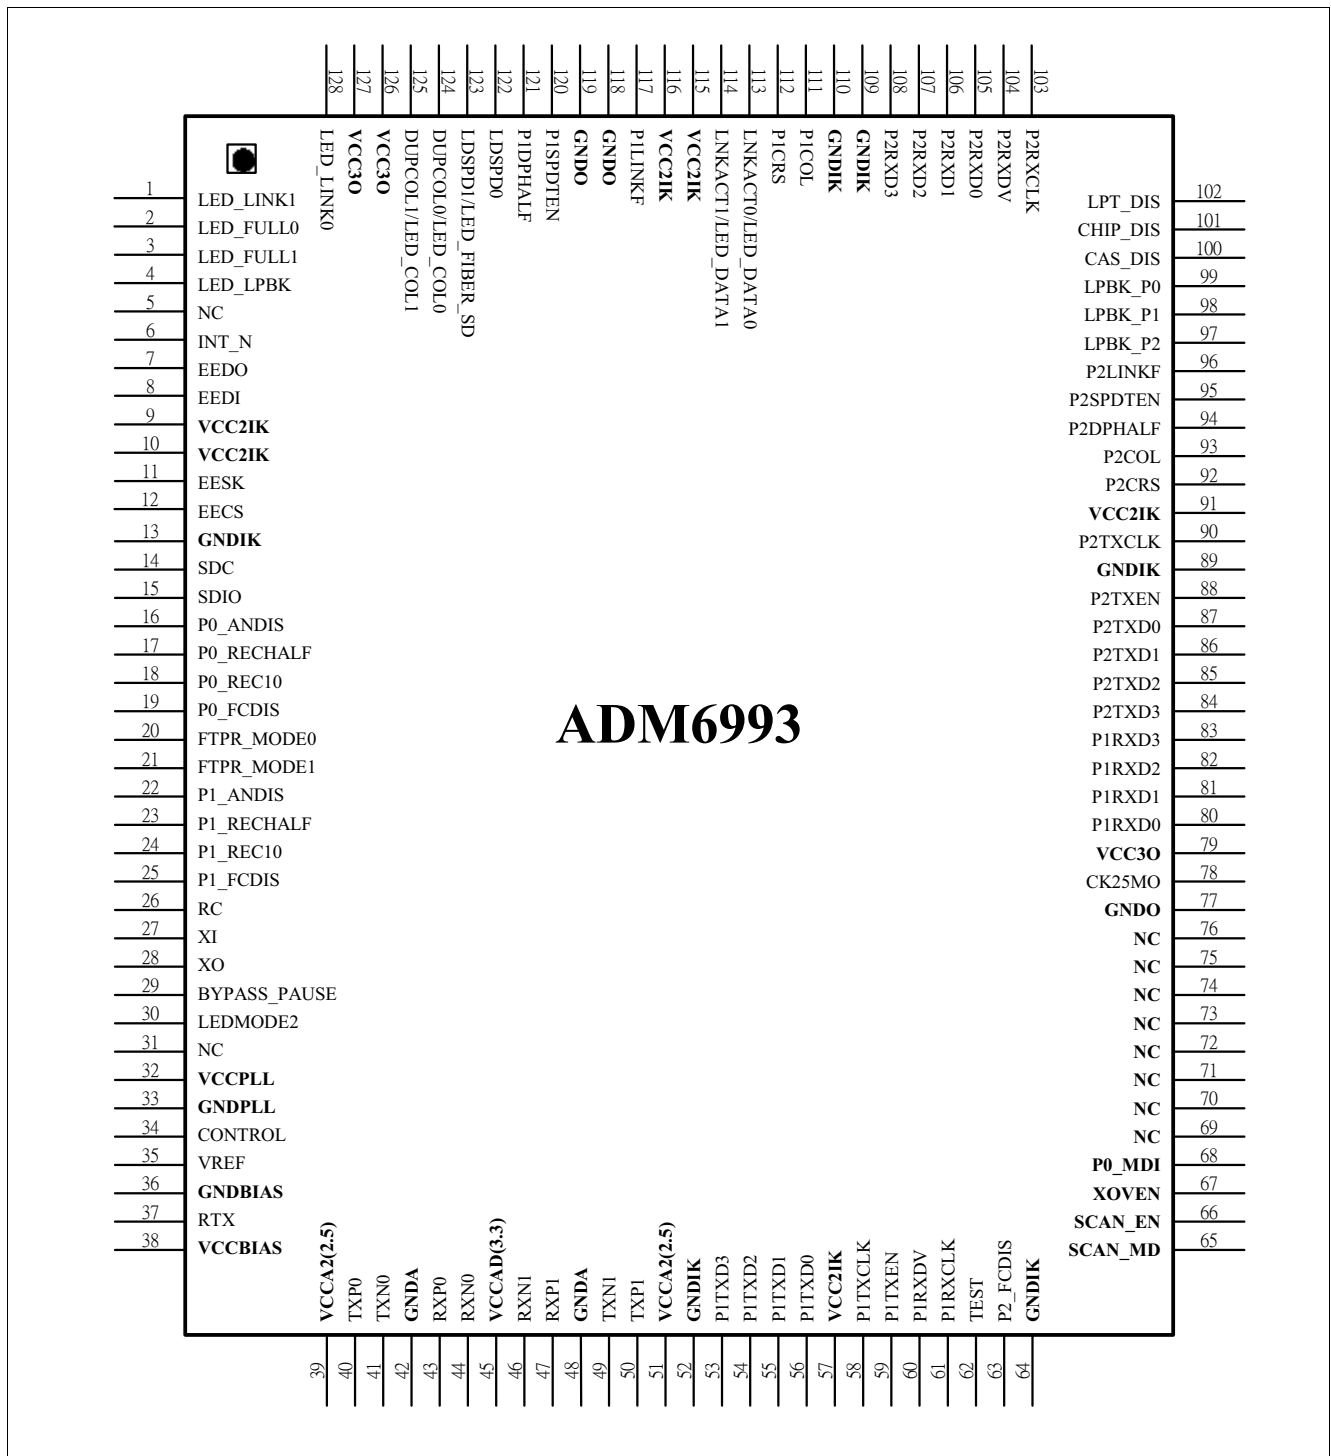 128
127
126
125
124
123
122
121
120
119
118
117
116
115
114
113
112
111
110
109
108
107
106
105
104
103
LED_LINK0
VCC3O
VCC3O
DUPCOL1/LED_COL1
DUPCOL0/LED_COL0
LDSPD1/LED_FIBER_SD
LDSPD0
P1DPHALF
P1SPDTEN
GNDO
GNDO
P1LINKF
VCC2IK
VCC2IK
LNKACT1/LED_DATA1
LNKACT0/LED_DATA0
P1CRS
P1COL
GNDIK
GNDIK
P2RXD3
P2RXD2
P2RXD1
P2RXD0
P2RXDV
P2RXCLK
1 LED_LINK1
2 LED_FULL0
3 LED_FULL1
4 LED_LPBK
5 NC
6 INT_N
7 EEDO
8 EEDI
9 VCC2IK
10 VCC2IK
11 EESK
12 EECS
13 GNDIK
14 SDC
15 SDIO
16 P0_ANDIS
17 P0_RECHALF
18 P0_REC10
19 P0_FCDIS
20 FTPR_MODE0
21 FTPR_MODE1
22 P1_ANDIS
23 P1_RECHALF
24 P1_REC10
25 P1_FCDIS
26 RC
27 XI
28 XO
29 BYPASS_PAUSE
30 LEDMODE2
31 NC
32 VCCPLL
33 GNDPLL
34 CONTROL
35 VREF
36 GNDBIAS
37 RTX
38 VCCBIAS
ADM6993
LPT_DIS 102
CHIP_DIS 101
CAS_DIS 100
LPBK_P0 99
LPBK_P1 98
LPBK_P2 97
P2LINKF 96
P2SPDTEN 95
P2DPHALF 94
P2COL 93
P2CRS 92
VCC2IK 91
P2TXCLK 90
GNDIK 89
P2TXEN 88
P2TXD0 87
P2TXD1 86
P2TXD2 85
P2TXD3 84
P1RXD3 83
P1RXD2 82
P1RXD1 81
P1RXD0 80
VCC3O 79
CK25MO 78
GNDO 77
NC 76
NC 75
NC 74
NC 73
NC 72
NC 71
NC 70
NC 69
P0_MDI 68
XOVEN 67
SCAN_EN 66
SCAN_MD 65
VCCA2(2.5)
TXP0
TXN0
GNDA
RXP0
RXN0
VCCAD(3.3)
RXN1
RXP1
GNDA
TXN1
TXP1
VCCA2(2.5)
GNDIK
P1TXD3
P1TXD2
P1TXD1
P1TXD0
VCC2IK
P1TXCLK
P1TXEN
P1RXDV
P1RXCLK
TEST
P2_FCDIS
GNDIK
39
40
41
42
43
44
45
46
47
48
49
50
51
52
53
54
55
56
57
58
59
60
61
62
63
64